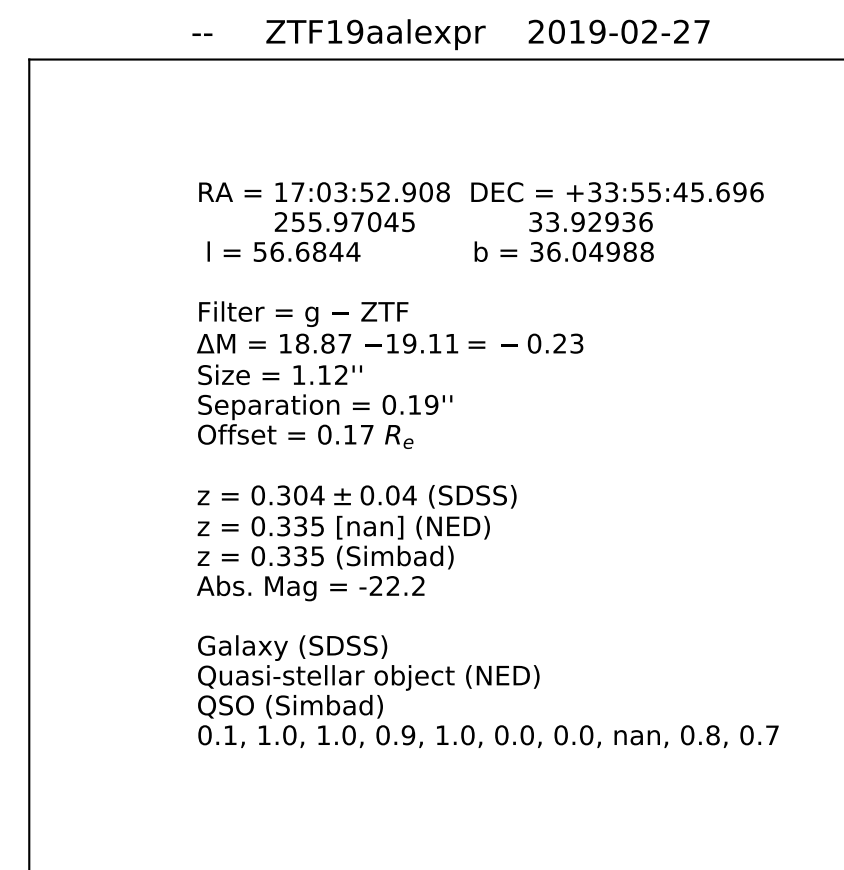 -- ZTF19aalexpr 2019-02-27
RA = 17:03:52.908 DEC = +33:55:45.696
255.97045 33.92936
l = 56.6844 b = 36.04988
Filter = g − ZTF
ΔM = 18.87 −19.11 = − 0.23
Size = 1.12''
Separation = 0.19''
Offset = 0.17 Re
z = 0.304 ± 0.04 (SDSS)
z = 0.335 [nan] (NED)
z = 0.335 (Simbad)
Abs. Mag = -22.2
Galaxy (SDSS)
Quasi-stellar object (NED)
QSO (Simbad)
0.1, 1.0, 1.0, 0.9, 1.0, 0.0, 0.0, nan, 0.8, 0.7